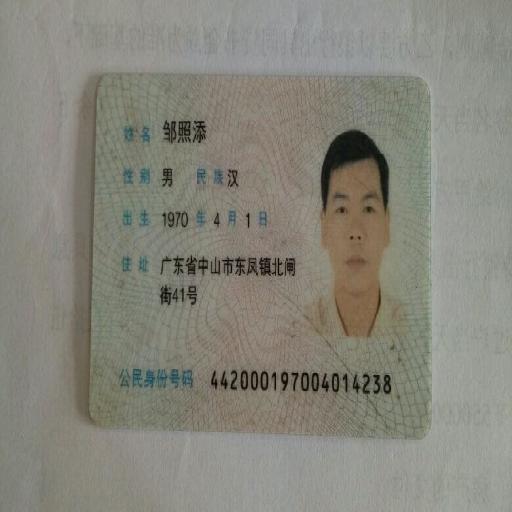 姓名 邹照添
性别 男 民族 汉
出生 1970 年 4 月 1 日
住址 广东省中山市东凤镇北闸
街41号
公民身份号码 442000197004014238